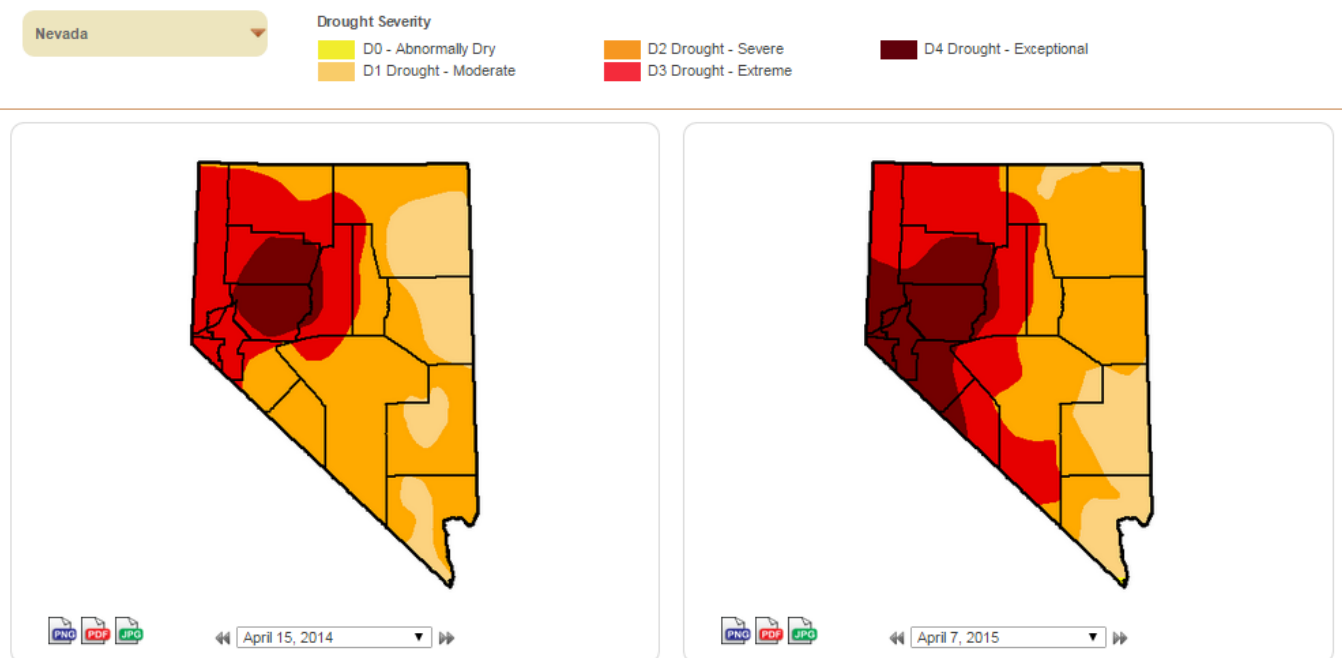 Nevada
Drought Severity
D0 - Abnormally Dry
D1 Drought - Moderate
D2 Drought - Severe
D3 Drought - Extreme
D4 Drought - Exceptional
PNG PDF JPG
April 15, 2014
PNG PDF JPG
April 7, 2015